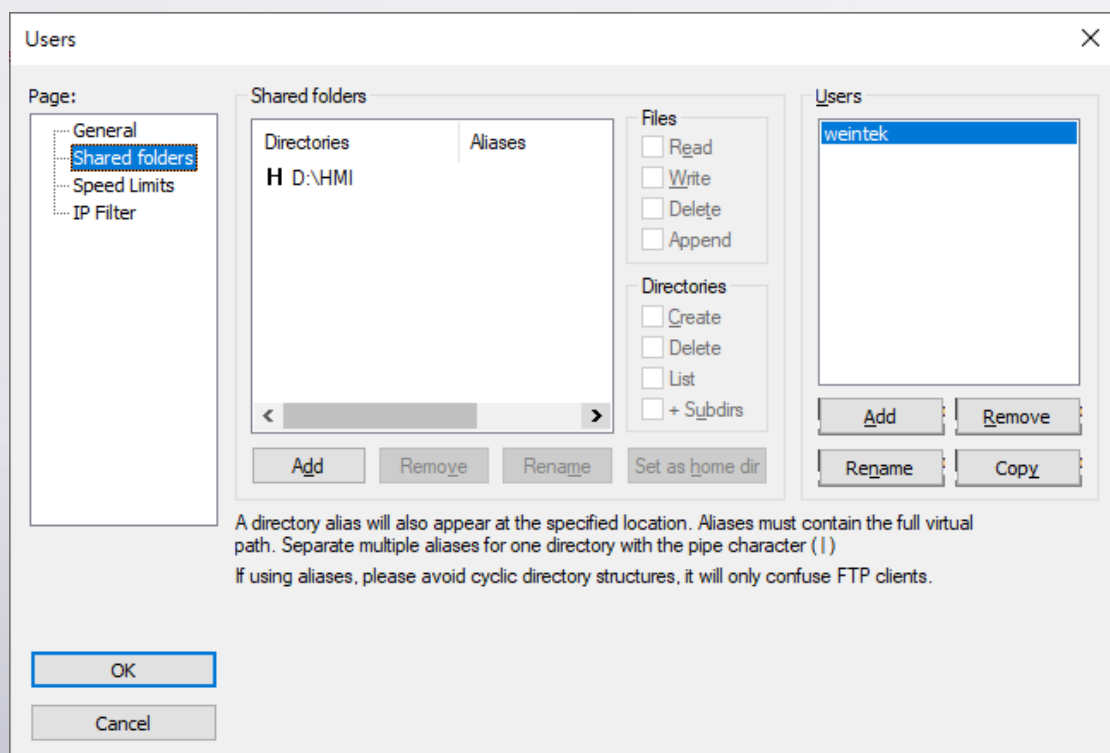 Users
Page:
General
Shared folders
Speed Limits
IP Filter
OK
Cancel
Shared folders
Directories Aliases
H D:\HMI
Add Remove Rename Set as home dir
Files
Read
Write
Delete
Append
Directories
Create
Delete
List
+ Subdirs
Users
weintek
Add Remove
Rename Copy
A directory alias will also appear at the specified location. Aliases must contain the full virtual
path. Separate multiple aliases for one directory with the pipe character (|)
If using aliases, please avoid cyclic directory structures, it will only confuse FTP clients.